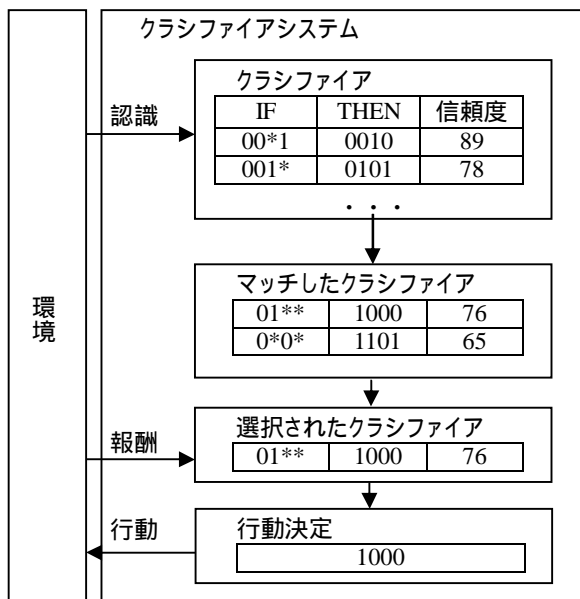 クラシファイアシステム
クラシファイア
IF THEN 信頼度
00*1 0010 89
001* 0101 78
・・・
認識
マッチしたクラシファイア
01** 1000 76
0*0* 1101 65
環境
選択されたクラシファイア
01** 1000 76
報酬
行動決定
1000
行動